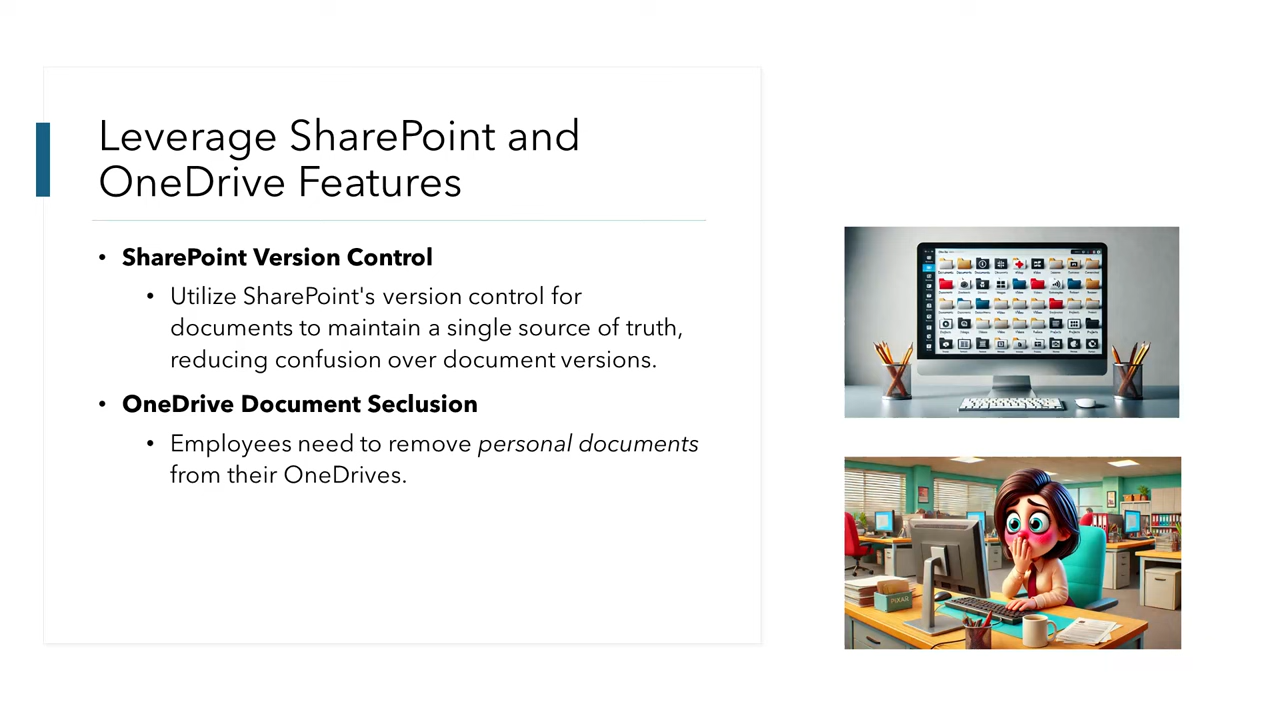 Leverage SharePoint and
OneDrive Features
• SharePoint Version Control
• Utilize SharePoint's version control for
documents to maintain a single source of truth,
reducing confusion over document versions.
• OneDrive Document Seclusion
• Employees need to remove personal documents
from their OneDrives.